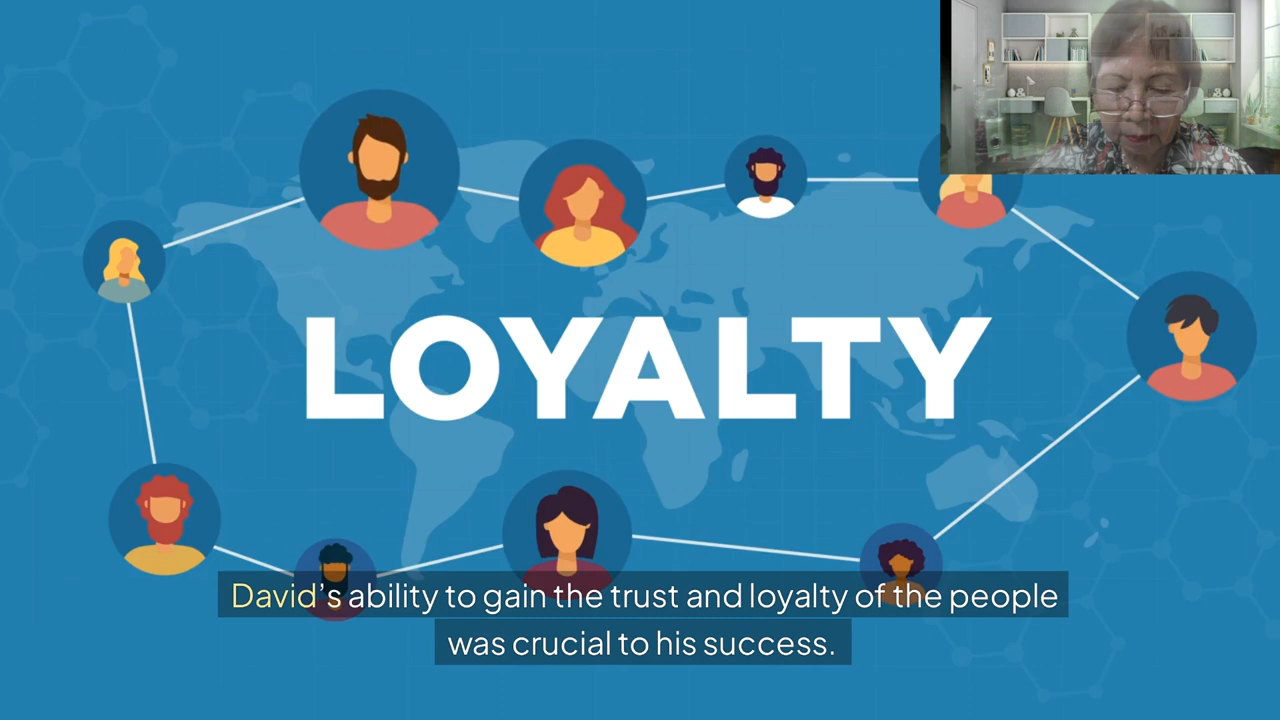 LOYALTY
David’s ability to gain the trust and loyalty of the people
was crucial to his success.